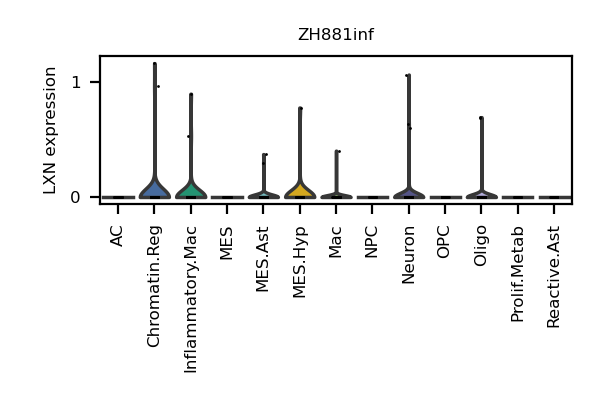 ZH881inf
LXN expression
1
0
AC
Chromatin.Reg
Inflammatory.Mac
MES
MES.Ast
MES.Hyp
Mac
NPC
Neuron
OPC
Oligo
Prolif.Metab
Reactive.Ast